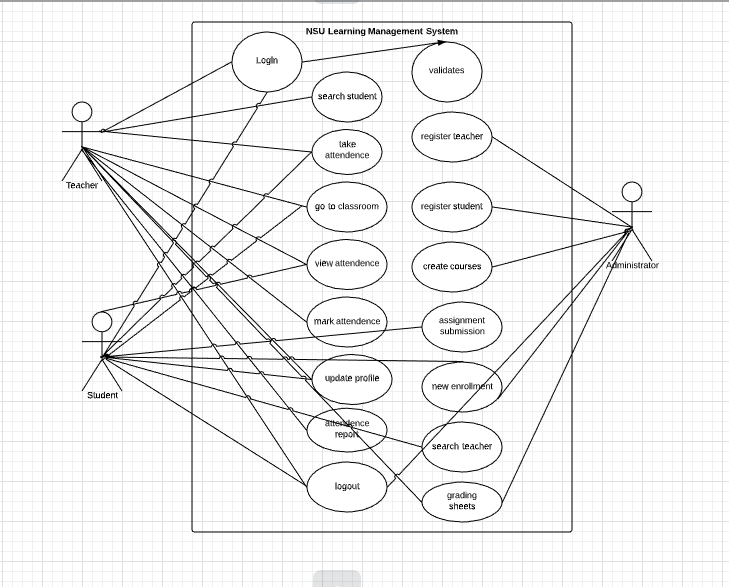 NSU Learning Management System
LogIn
validates
search student
register teacher
take
attendence
Teacher
go to classroom
register student
view attendence
create courses
Administrator
mark attendence
assignment
submission
update profile
new enrollment
Student
attendence
report
search teacher
logout
grading
sheets